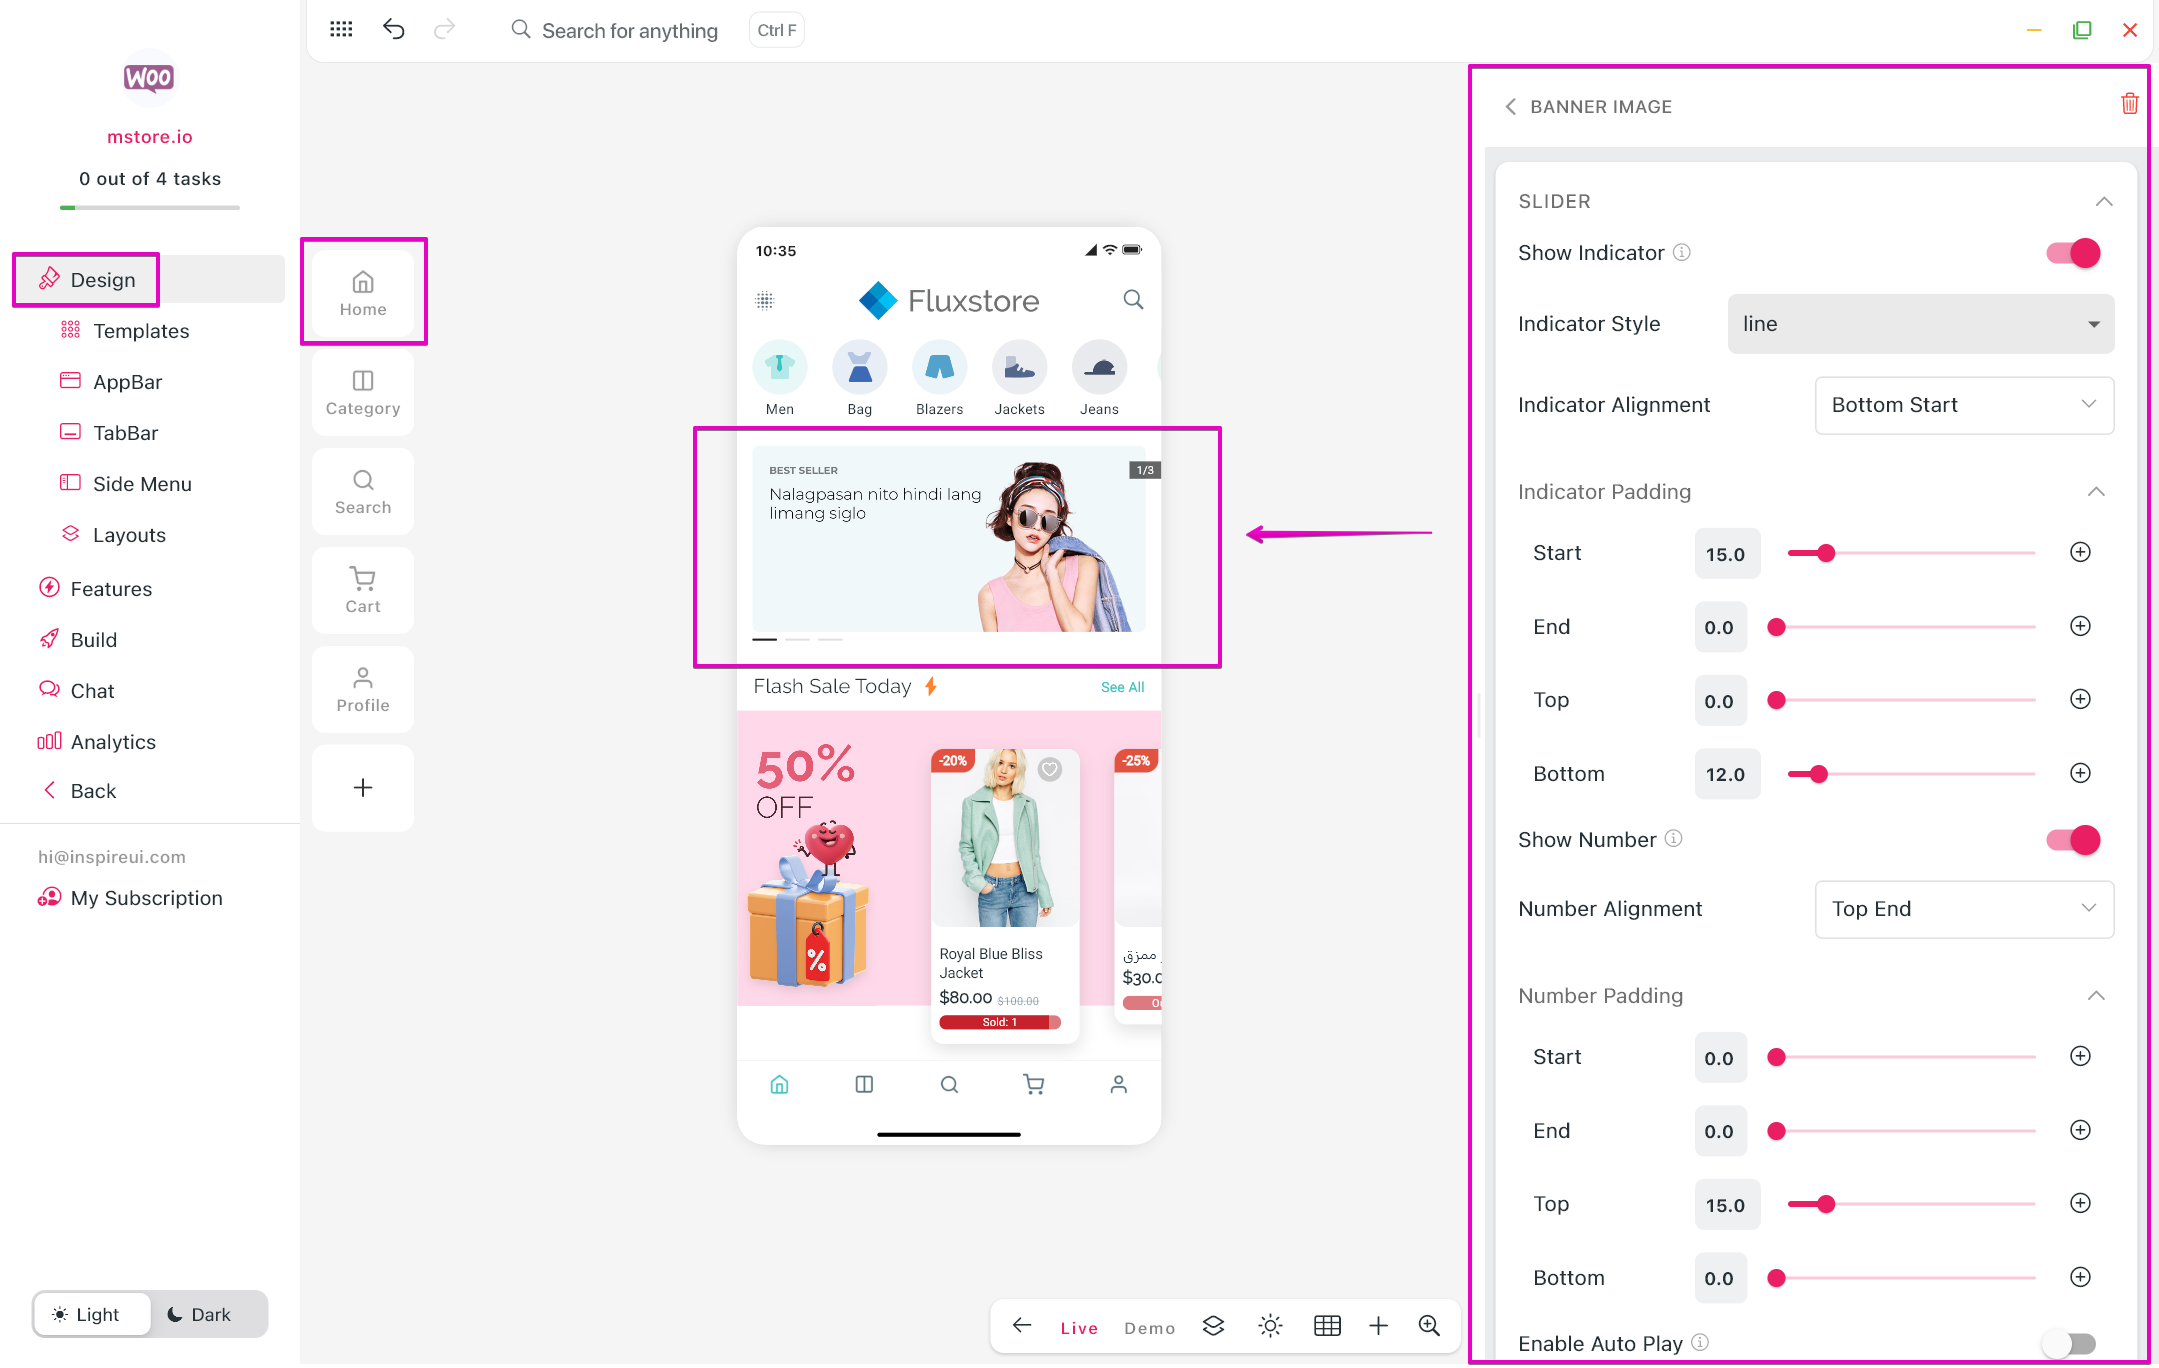 Search for anything
Ctrl F
WOO
mstore.io
0 out of 4 tasks
Design
Templates
AppBar
TabBar
Side Menu
Layouts
Features
Build
Chat
Analytics
Back
hi@inspireui.com
My Subscription
Light
Dark
Home
Category
Search
Cart
Profile
10:35
Fluxstore
Men
Bag
Blazers
Jackets
Jeans
BEST SELLER
1/3
Nalagpasan nito hindi lang
limang siglo
Flash Sale Today
See All
50%
OFF
%
-20%
-25%
Royal Blue Bliss
Jacket
$80.00 $100.00
Sold: 1
ممزق
$30.0
Live
Demo
BANNER IMAGE
SLIDER
Show Indicator
Indicator Style
line
Indicator Alignment
Bottom Start
Indicator Padding
Start
15.0
End
0.0
Top
0.0
Bottom
12.0
Show Number
Number Alignment
Top End
Number Padding
Start
0.0
End
0.0
Top
15.0
Bottom
0.0
Enable Auto Play